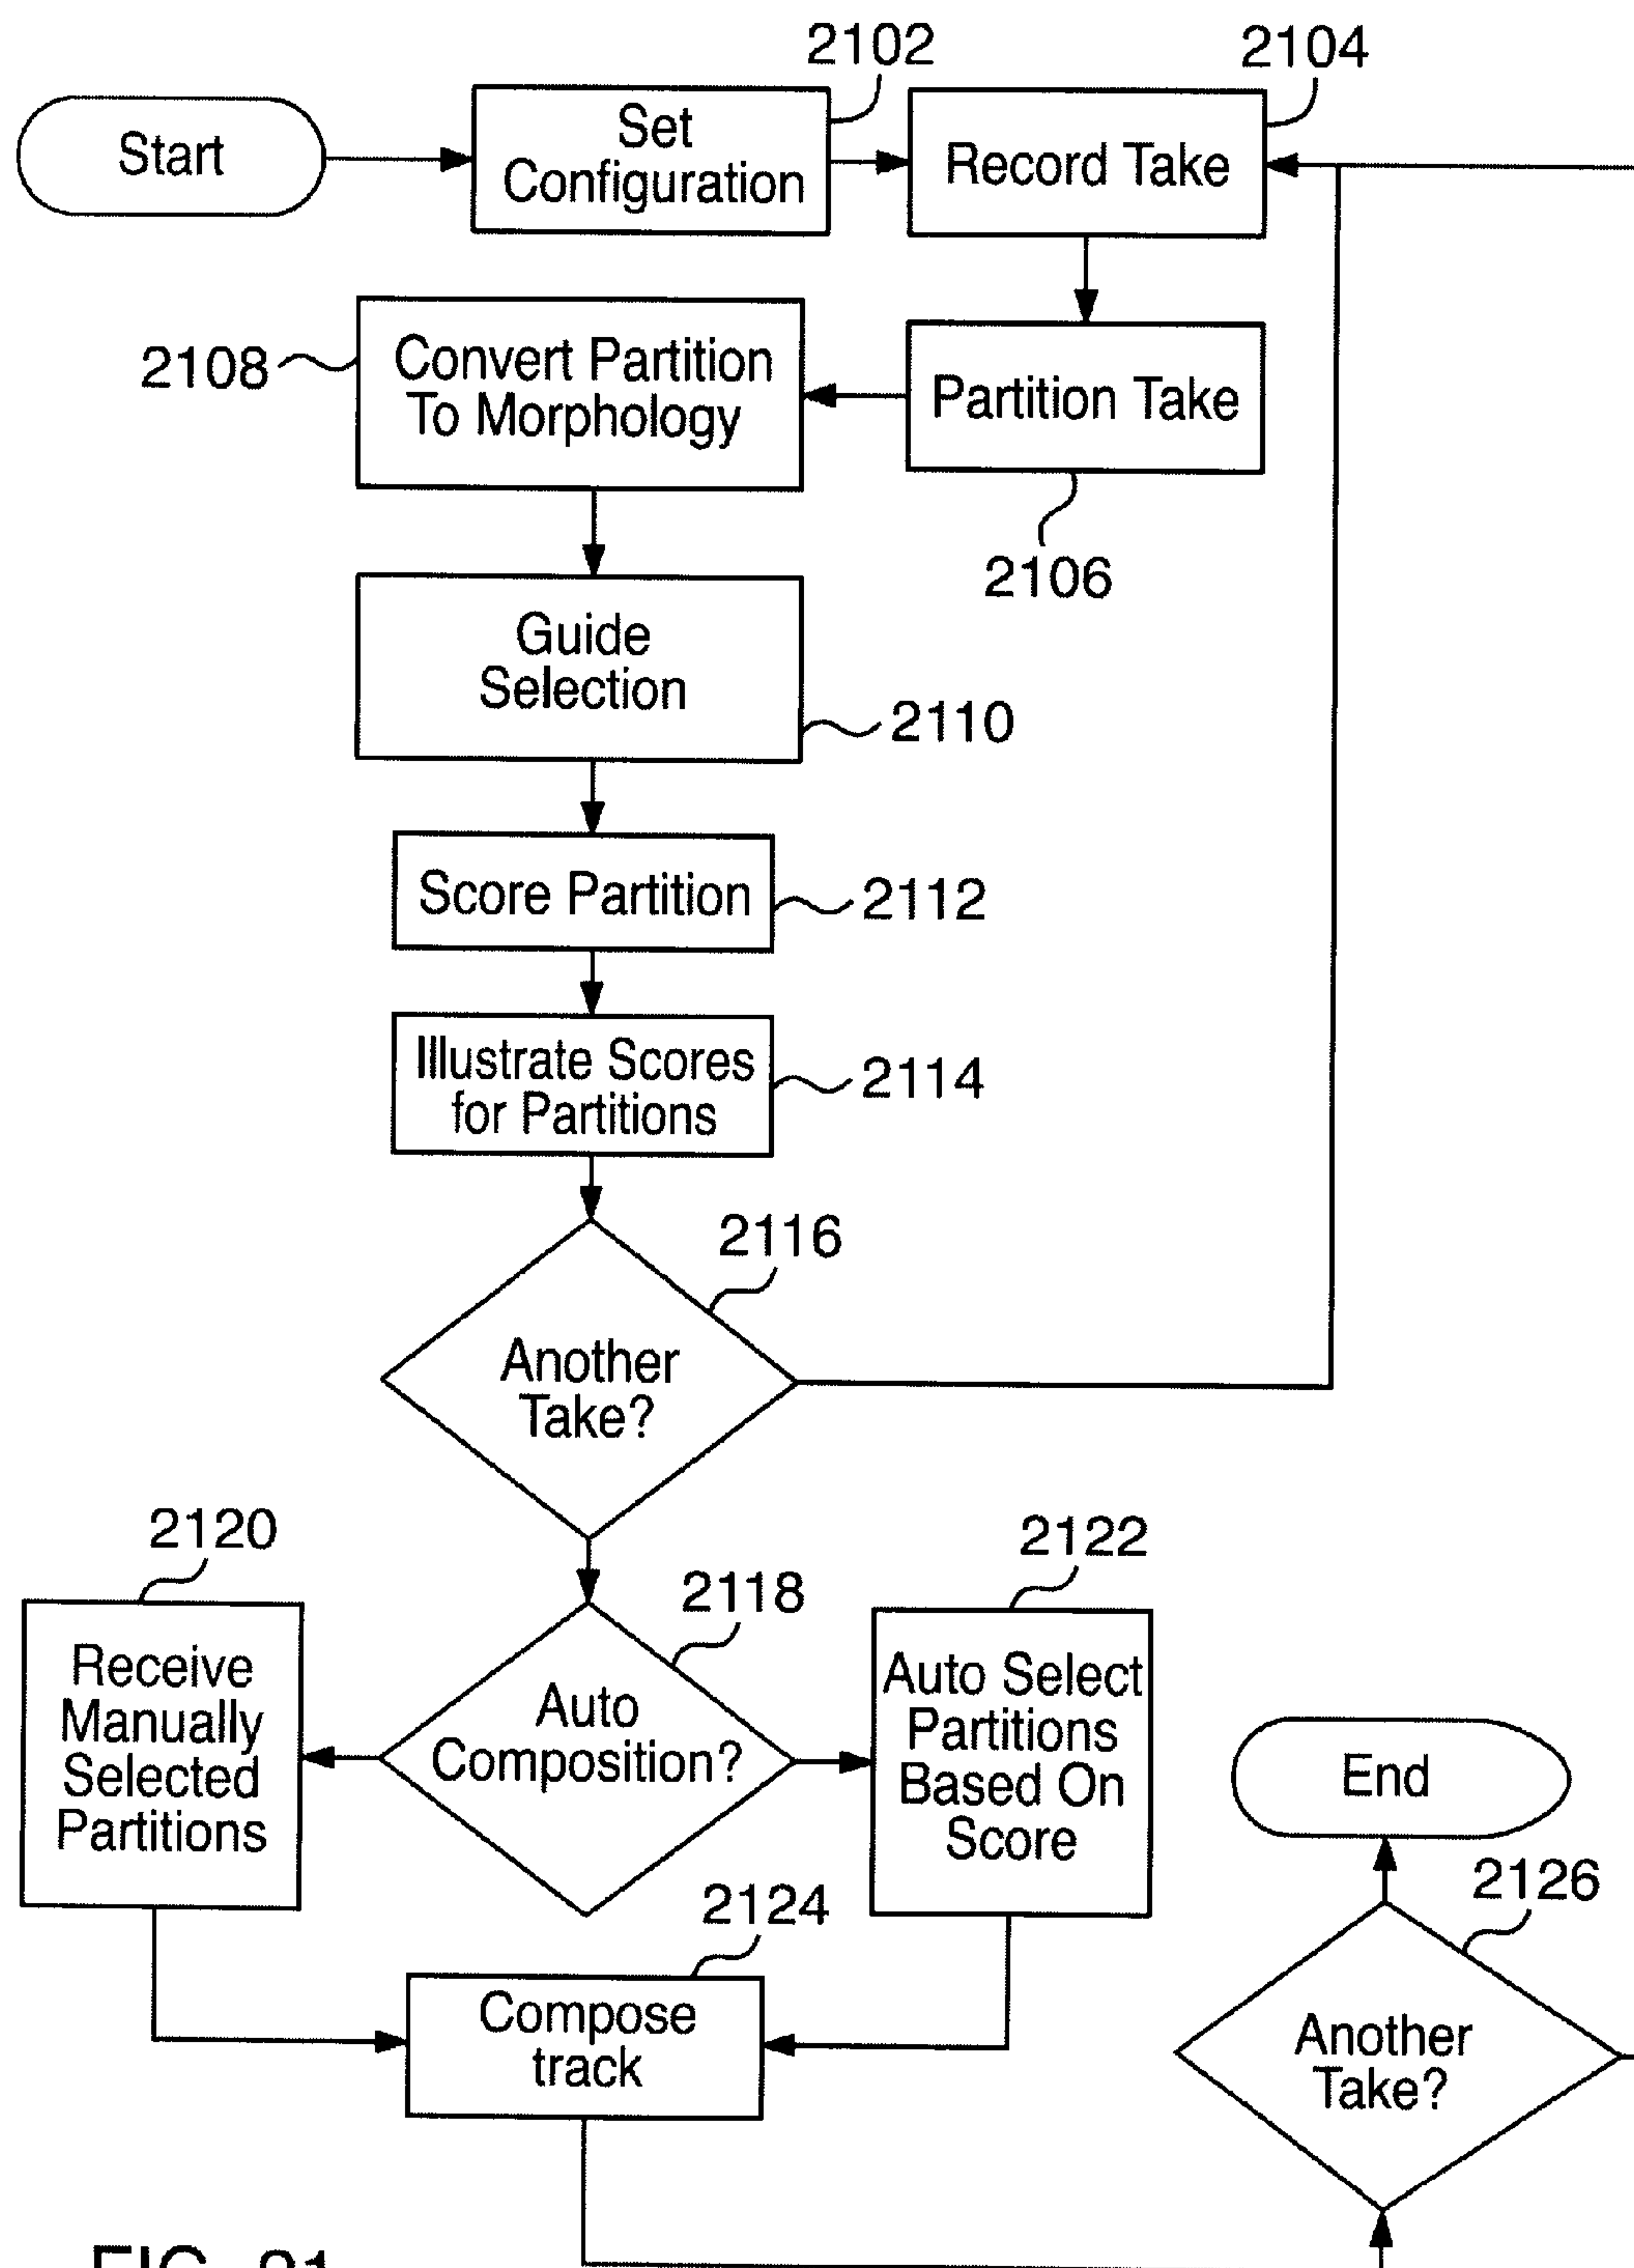 2102
2104
Start
Set
Configuration
Record Take
2108
Convert Partition
To Morphology
Partition Take
2106
Guide
Selection
2110
Score Partition
2112
Illustrate Scores
for Partitions
2114
2116
Another
Take?
2120
2122
2118
Receive
Manually
Selected
Partitions
Auto
Composition?
Auto Select
Partitions
Based On
Score
End
2126
2124
Compose
track
Another
Take?
FIG. 21